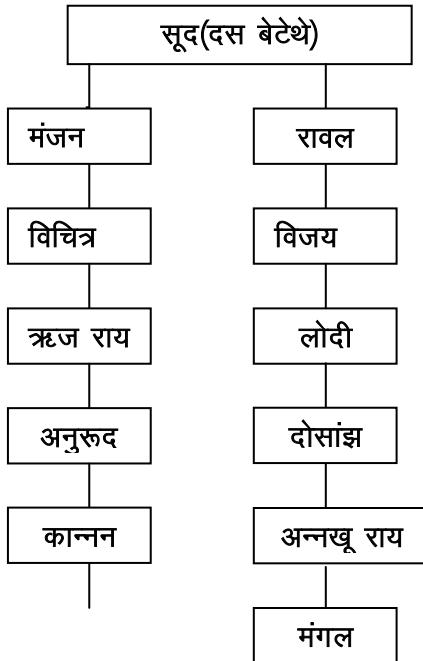 सूद(दस बेटेथे)
मंजन
रावल
विचित्र
विजय
ऋज राय
लोदी
अनुरूद
दोसांझ
कान्नन
अन्नखू राय
मंगल